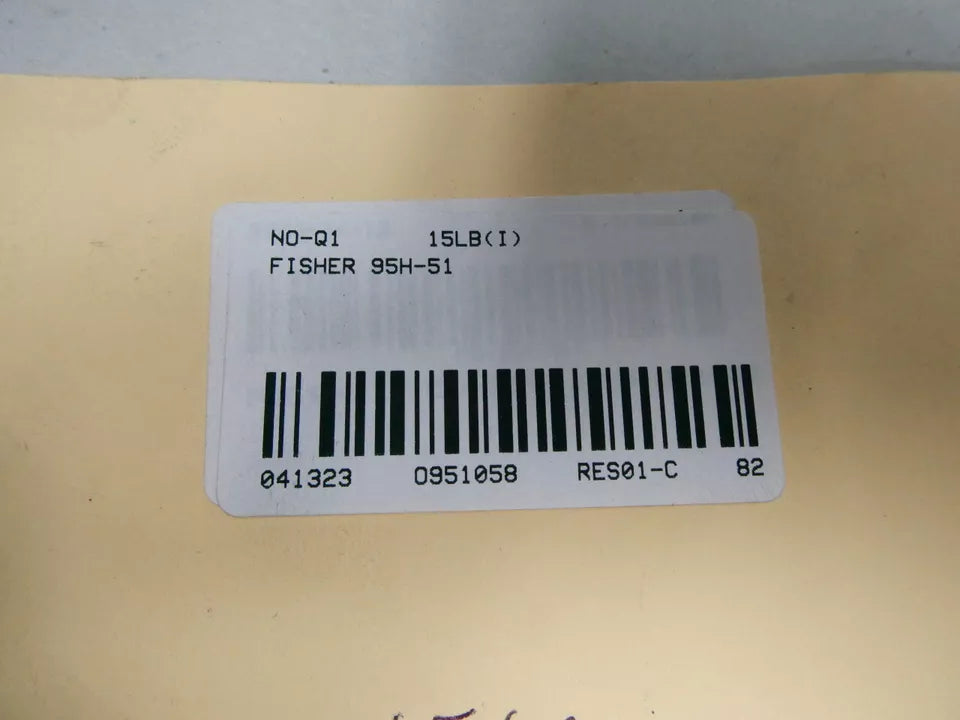 NO-Q1 15LB(I)
FISHER 95H-51
041323 0951058 RES01-C 82